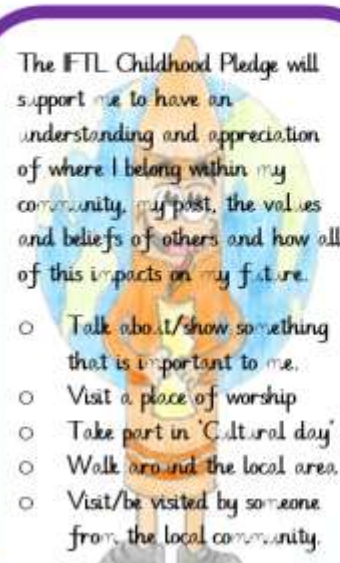 The IFTL Childhood Pledge will
support me to have an
understanding and appreciation
of where I belong within my
community, my past, the values
and beliefs of others and how all
of this impacts on my future.
o Talk about/show something
that is important to me.
o Visit a place of worship
o Take part in 'Cultural day'
o Walk around the local area
o Visit/be visited by someone
from the local community.